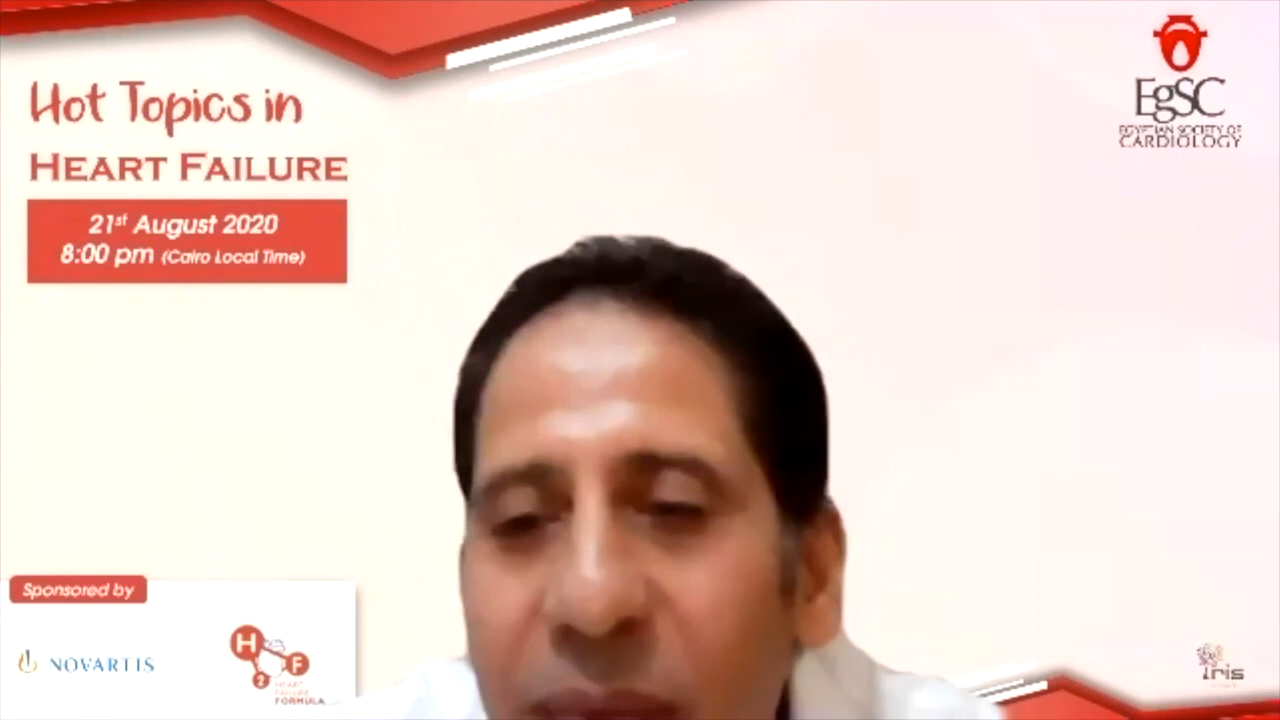 Hot Topics in
HEART FAILURE
21st August 2020
8:00 pm (Cairo Local Time)
EgSC
EGYPTIAN SOCIETY OF
CARDIOLOGY
Sponsored by
NOVARTIS
H
F
2
HEART
FAILURE
FORMULA
Iris